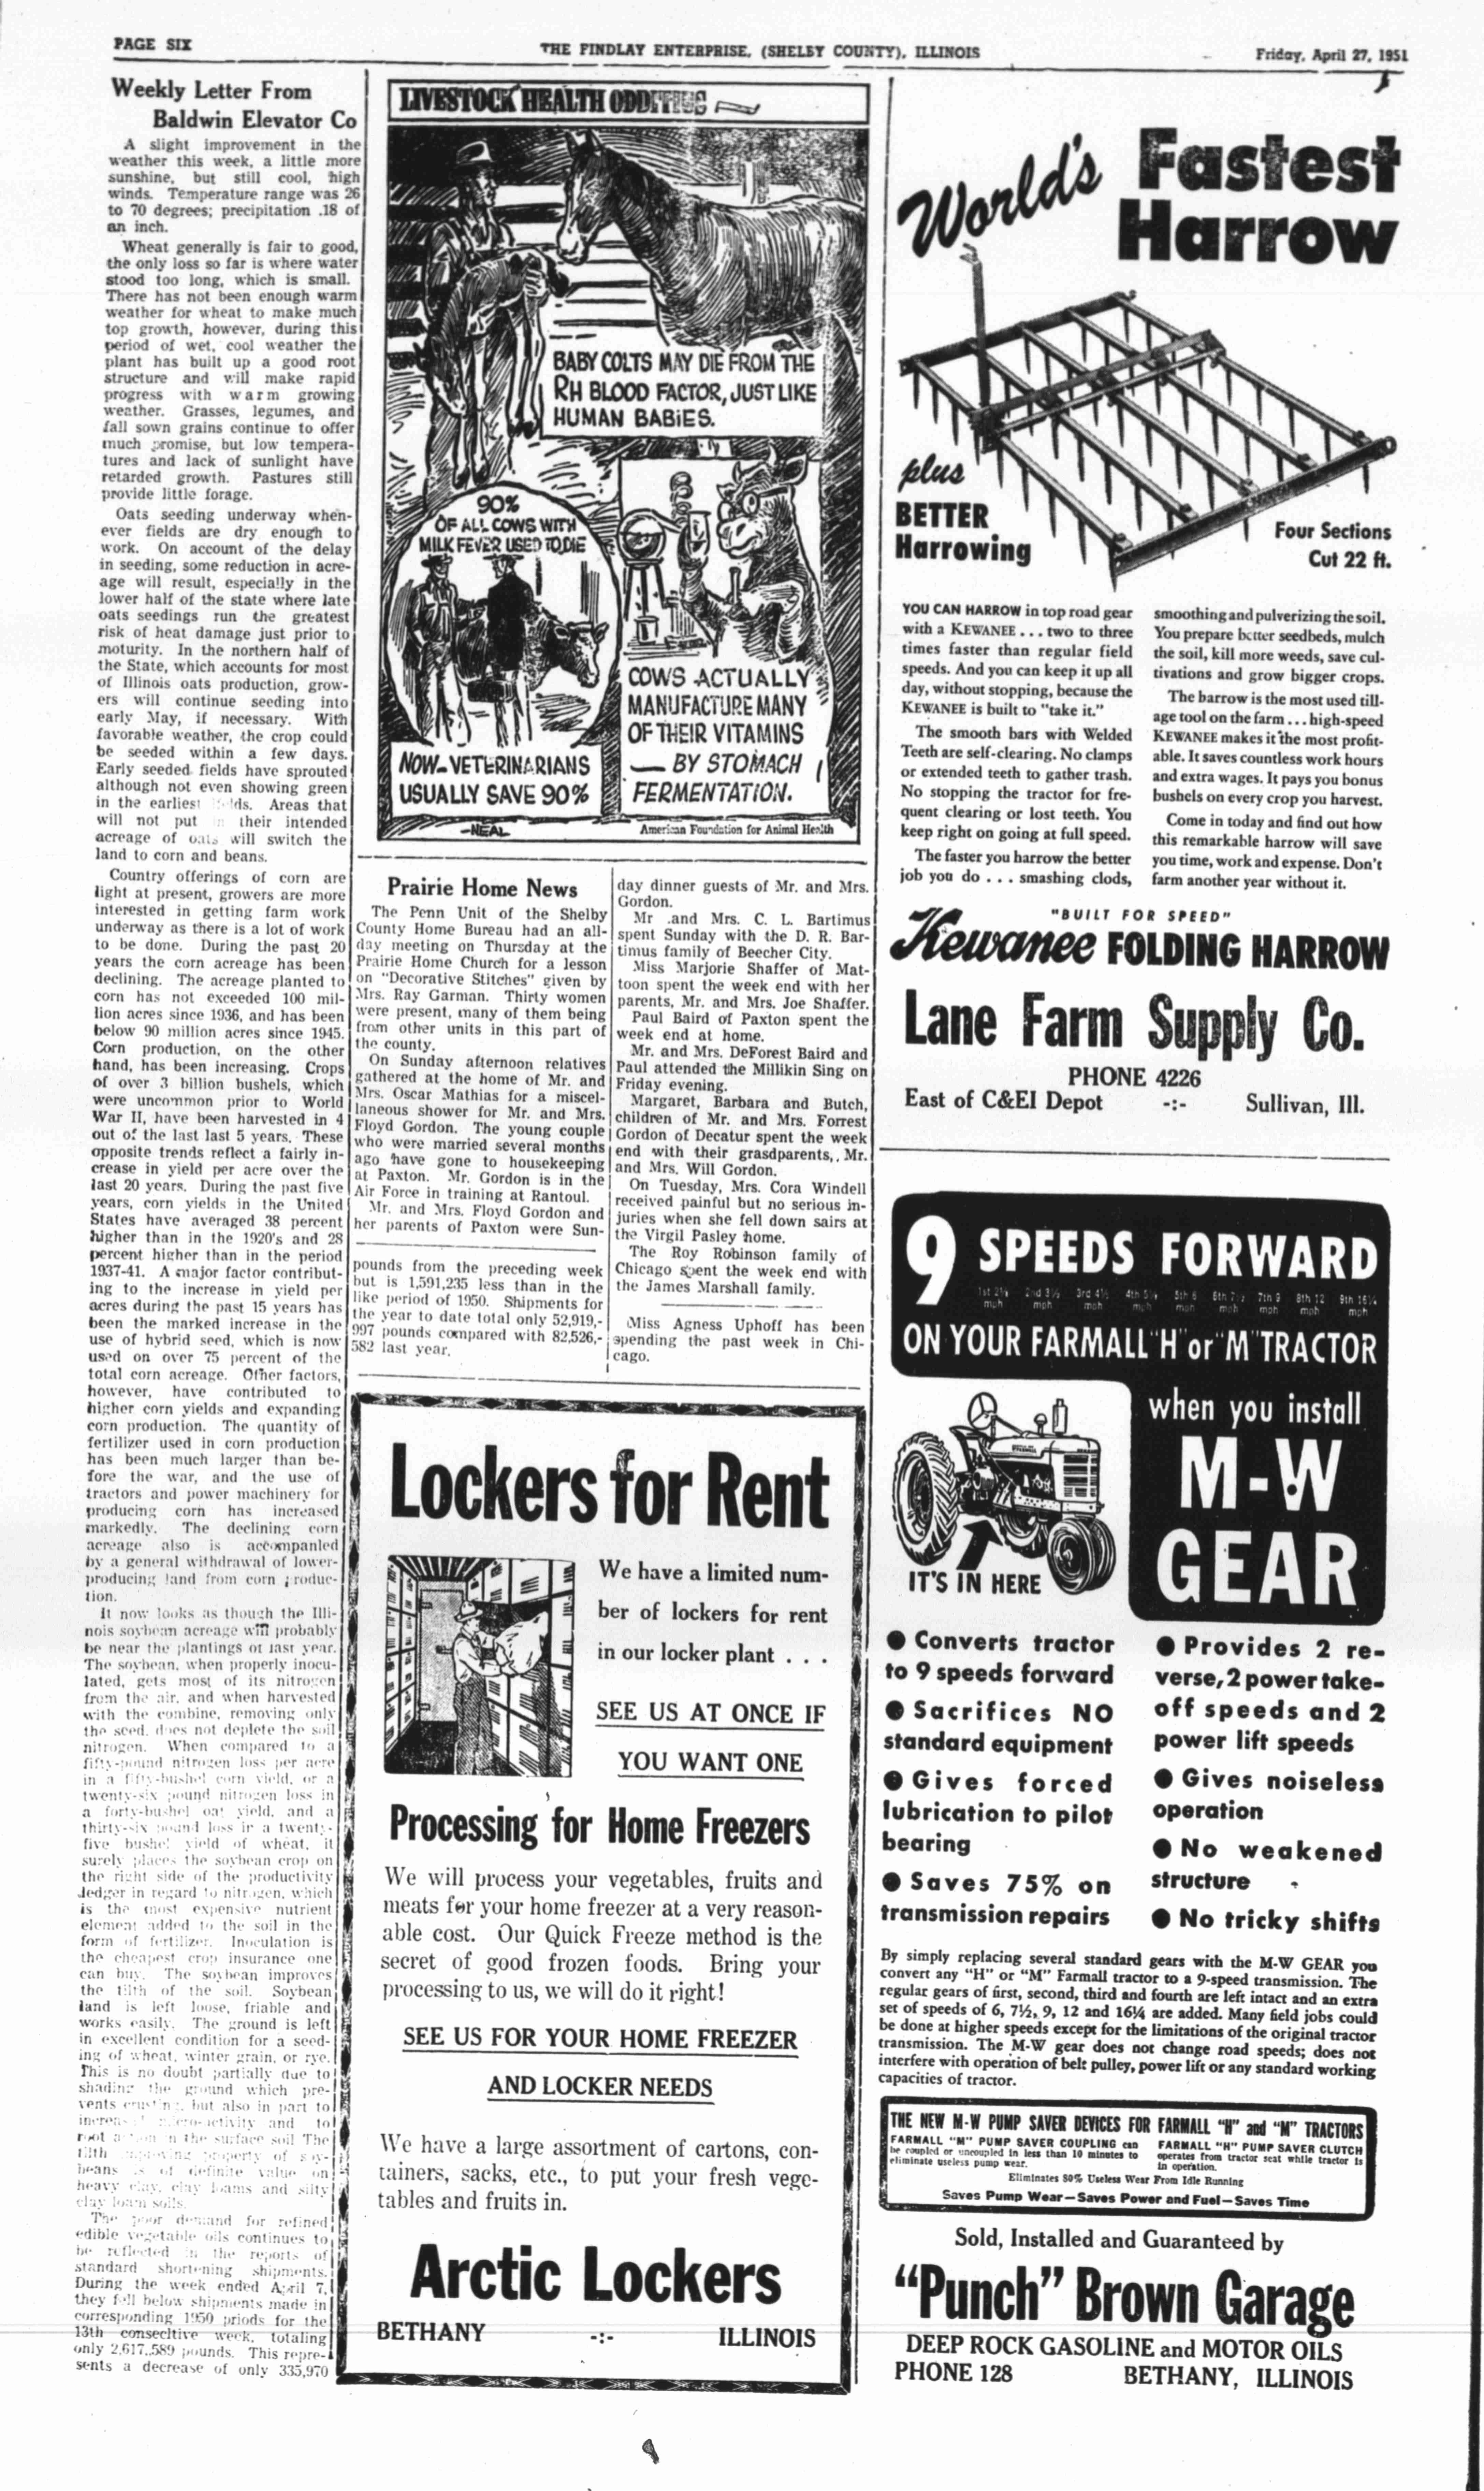 PAGE SIX
THE FINDLAY ENTERPRISE, (SHELBY COUNTY), ILLINOIS
Friday, April 27, 1951
Weekly Letter From
Baldwin Elevator Co
A slight improvement in the
weather this week, a little more
sunshine, but still cool, high
winds. Temperature range was 26
to 70 degrees; precipitation .18 of
an inch.
Wheat generally is fair to good,
the only loss so far is where water
stood too long, which is small.
There has not been enough warm
weather for wheat to make much
top growth, however, during this
period of wet, cool weather the
plant has built up a good root
structure and will make rapid
progress with warm growing
weather. Grasses, legumes, and
fall sown grains continue to offer
much promise, but low tempera-
tures and lack of sunlight have
retarded growth. Pastures still
provide little forage.
Oats seeding underway when-
ever fields are dry enough to
work. On account of the delay
in seeding, some reduction in acre-
age will result, especially in the
lower half of the state where late
oats seedings run the greatest
risk of heat damage just prior to
moturity. In the northern half of
the State, which accounts for most
of Illinois oats production, grow-
ers will continue seeding into
early May, if necessary. With
favorable weather, the crop could
be seeded within a few days.
Early seeded fields have sprouted
although not even showing green
in the earliest Areas that
will not put their intended
acreage of oats will switch the
land to corn and beans.
Country offerings of corn are
light at present, growers are more
interested in getting farm work
underway as there is a lot of work
to be done. During the past 20
years the corn acreage has been
declining. The acreage planted to
corn has not exceeded 100 mil-
lion acres since 1936, and has been
below 90 million acres since 1945.
Corn production, on the other
hand, has been increasing. Crops
of over 3 billion bushels, which
were uncommon prior to World
War II, have been harvested in 4
out of the last last 5 years. These
opposite trends reflect a fairly in-
crease in yield per acre over the
last 20 years. During the past five
years, corn yields in the United
States have averaged 38 percent
higher than in the 1920's and 28
percent higher than in the period
1937-41. A major factor contribut-
ing to the increase in yield per
acres during the past 15 years has
been the marked increase in the
use of hybrid seed, which is now
used on over 75 percent of the
total corn acreage. Other factors,
however, have contributed to
higher corn yields and expanding
corn production. The quantity of
fertilizer used in corn production
has been much larger than be-
fore the war, and the use of
tractors and power machinery for
producing corn has increased
markedly. The declining corn
acreage also is accompanied
by a general withdrawal of lower-
producing land from corn produc-
tion.
It now looks as though the Illi-
nois soybean acreage will probably
be near the plantings of last year.
The soybean, when properly inocu-
lated, gets most of its nitrogen
from the air, and when harvested
with the combine, removing only
the seed, does not deplete the soil
nitrogen. When compared to a
fifty-pound nitrogen loss per acre
in a fifty-bushel corn yield, or a
twenty-six pound nitrogen loss in
a forty-bushel oat yield, and a
thirty-six pound loss in a twenty-
five bushel yield of wheat, it
surely places the soybean crop on
the right side of the productivity
ledger in regard to nitrogen, which
is the most expensive nutrient
element added to the soil in the
form of fertilizer. Inoculation is
the cheapest crop insurance one
can buy. The soybean improves
the tilth of the soil. Soybean
land is left loose, friable and
works easily. The ground is left
in excellent condition for a seed-
ing of wheat, winter grain, or rye.
This is no doubt partially due to
shading the ground which pre-
vents crusting, but also in part to
and to
root action in the surface soil The
tilth improving property of soy-
beans is of definite value on
heavy clay, clay loams and silty
clay loam soils.
The poor demand for refined
edible vegetable oils continues to
be reflected in the reports of
standard shortening shipments.
During the week ended April 7,
they fell below shipments made in
corresponding 1950 priods for the
13th consecitive week, totaling
only 2,617,589 pounds. This repre-
sents a decrease of only 335,970
LIVESTOCK HEALTH ODDITIES
BABY COLTS MAY DIE FROM THE
RH BLOOD FACTOR, JUST LIKE
HUMAN BABIES.
90%
OF ALL COWS WITH
MILK FEVER USED TO DIE
NOW-VETERINARIANS
USUALLY SAVE 90%
COWS ACTUALLY
MANUFACTURE MANY
OF THEIR VITAMINS
— BY STOMACH
FERMENTATION.
-NEAL
American Foundation for Animal Health
Prairie Home News
The Penn Unit of the Shelby
County Home Bureau had an all-
day meeting on Thursday at the
Prairie Home Church for a lesson
on "Decorative Stitches" given by
Mrs. Ray Garman. Thirty women
were present, many of them being
from other units in this part of
the county.
On Sunday afternoon relatives
gathered at the home of Mr. and
Mrs. Oscar Mathias for a miscel-
laneous shower for Mr. and Mrs.
Floyd Gordon. The young couple
who were married several months
ago have gone to housekeeping
at Paxton. Mr. Gordon is in the
Air Force in training at Rantoul.
Mr. and Mrs. Floyd Gordon and
her parents of Paxton were Sun-
pounds from the preceding week
but is 1,591,235 less than in the
like period of 1950. Shipments for
the year to date total only 52,919,-
997 pounds compared with 82,526,-
582 last year.
day dinner guests of Mr. and Mrs.
Gordon.
Mr .and Mrs. C. L. Bartimus
spent Sunday with the D. R. Bar-
timus family of Beecher City.
Miss Marjorie Shaffer of Mat-
toon spent the week end with her
parents, Mr. and Mrs. Joe Shaffer.
Paul Baird of Paxton spent the
week end at home.
Mr. and Mrs. DeForest Baird and
Paul attended the Millikin Sing on
Friday evening.
Margaret, Barbara and Butch,
children of Mr. and Mrs. Forrest
Gordon of Decatur spent the week
end with their grasdparents,. Mr.
and Mrs. Will Gordon.
On Tuesday, Mrs. Cora Windell
received painful but no serious in-
juries when she fell down sairs at
the Virgil Pasley home.
The Roy Robinson family of
Chicago spent the week end with
the James Marshall family.
Miss Agness Uphoff has been
spending the past week in Chi-
cago.
Lockers for Rent
We have a limited num-
ber of lockers for rent
in our locker plant . . .
SEE US AT ONCE IF
YOU WANT ONE
Processing for Home Freezers
We will process your vegetables, fruits and
meats for your home freezer at a very reason-
able cost. Our Quick Freeze method is the
secret of good frozen foods. Bring your
processing to us, we will do it right!
SEE US FOR YOUR HOME FREEZER
AND LOCKER NEEDS
We have a large assortment of cartons, con-
tainers, sacks, etc., to put your fresh vege-
tables and fruits in.
Arctic Lockers
BETHANY -:- ILLINOIS
World's Fastest
Harrow
plus
BETTER
Harrowing
Four Sections
Cut 22 ft.
YOU CAN HARROW in top road gear
with a KEWANEE . . . two to three
times faster than regular field
speeds. And you can keep it up all
day, without stopping, because the
KEWANEE is built to "take it."
The smooth bars with Welded
Teeth are self-clearing. No clamps
or extended teeth to gather trash.
No stopping the tractor for fre-
quent clearing or lost teeth. You
keep right on going at full speed.
The faster you harrow the better
job you do . . . smashing clods,
smoothing and pulverizing the soil.
You prepare better seedbeds, mulch
the soil, kill more weeds, save cul-
tivations and grow bigger crops.
The harrow is the most used till-
age tool on the farm . . . high-speed
KEWANEE makes it the most profit-
able. It saves countless work hours
and extra wages. It pays you bonus
bushels on every crop you harvest.
Come in today and find out how
this remarkable harrow will save
you time, work and expense. Don't
farm another year without it.
"BUILT FOR SPEED"
Kewanee FOLDING HARROW
Lane Farm Supply Co.
PHONE 4226
East of C&EI Depot -:- Sullivan, Ill.
9 SPEEDS FORWARD
1st 2½ mph 2nd 3½ mph 3rd 4½ mph 4th 5¼ mph 5th 6 mph 6th 7½ mph 7th 9 mph 8th 12 mph 9th 16¼ mph
ON YOUR FARMALL "H" or "M" TRACTOR
when you install
M-W
GEAR
IT'S IN HERE
● Converts tractor
to 9 speeds forward
● Sacrifices NO
standard equipment
● Gives forced
lubrication to pilot
bearing
● Saves 75% on
transmission repairs
● Provides 2 re-
verse, 2 power take-
off speeds and 2
power lift speeds
● Gives noiseless
operation
● No weakened
structure
● No tricky shifts
By simply replacing several standard gears with the M-W GEAR you
convert any "H" or "M" Farmall tractor to a 9-speed transmission. The
regular gears of first, second, third and fourth are left intact and an extra
set of speeds of 6, 7½, 9, 12 and 16¼ are added. Many field jobs could
be done at higher speeds except for the limitations of the original tractor
transmission. The M-W gear does not change road speeds; does not
interfere with operation of belt pulley, power lift or any standard working
capacities of tractor.
THE NEW M-W PUMP SAVER DEVICES FOR FARMALL "H" and "M" TRACTORS
FARMALL "M" PUMP SAVER COUPLING can
be coupled or uncoupled in less than 10 minutes to
eliminate useless pump wear.
FARMALL "H" PUMP SAVER CLUTCH
operates from tractor seat while tractor is
in operation.
Eliminates 80% Useless Wear From Idle Running
Saves Pump Wear—Saves Power and Fuel—Saves Time
Sold, Installed and Guaranteed by
"Punch" Brown Garage
DEEP ROCK GASOLINE and MOTOR OILS
PHONE 128 BETHANY, ILLINOIS